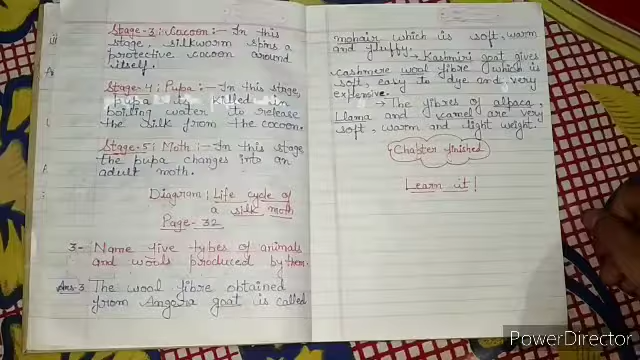 Stage-3: Cocoon :- In this
stage, silkworm spins a
protective cocoon around
itself.
Stage-4: Pupa :- In this stage,
pupa is killed in
boiling water to release
the silk from the cocoon.
Stage-5: Moth :- In this stage
the pupa changes into an
adult moth.
Diagram: Life cycle of
a silk moth
Page-32
3- Name five types of animals
and wools produced by them.
Ans.3 The wool fibre obtained
from Angora goat is called
mohair which is soft, warm
and fluffy.
→ Kashmiri goat gives
cashmere wool fibre which is
soft, easy to dye and very
expensive.
→ The fibres of alpaca,
Llama and camel are very
soft, warm and light weight.
Chapter finished
Learn it!
PowerDirector